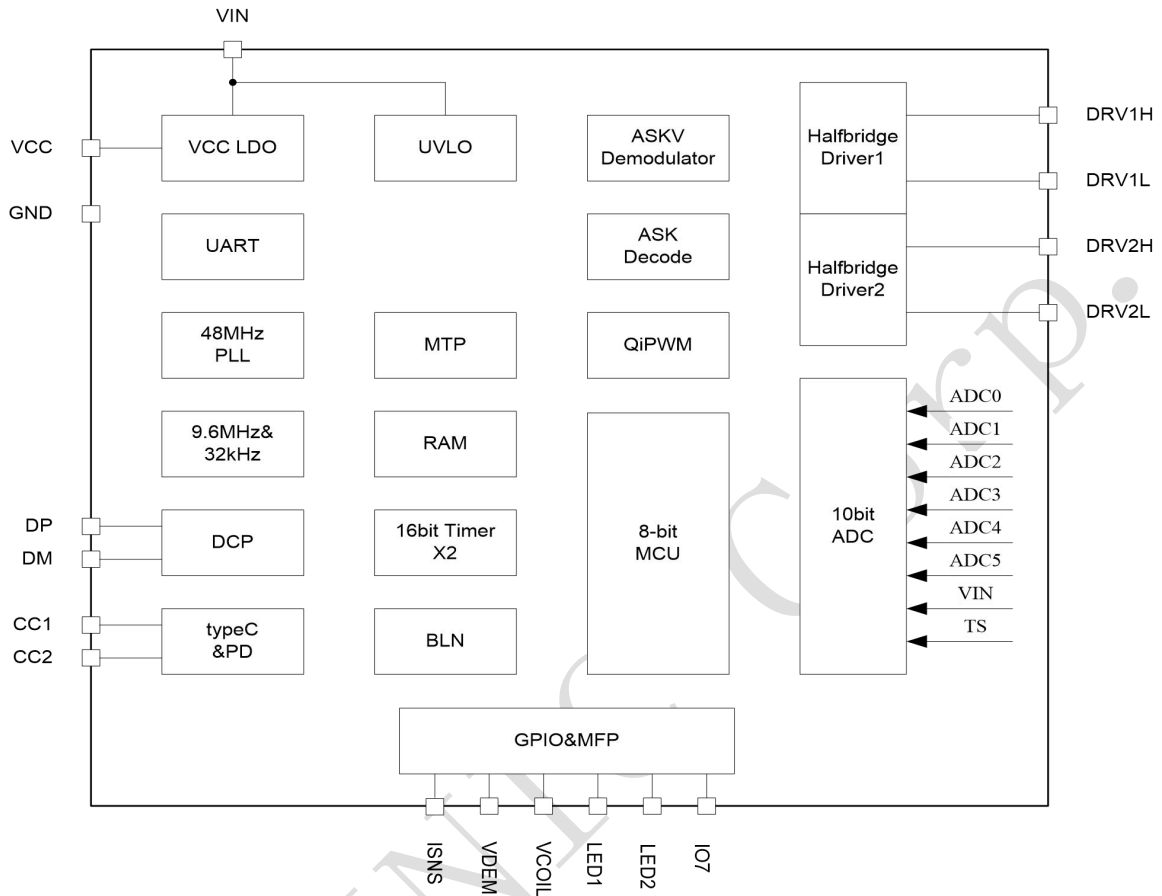 VIN
VCC
VCC LDO
UVLO
ASKV
Demodulator
Halfbridge
Driver1
DRV1H
DRV1L
GND
UART
ASK
Decode
Halfbridge
Driver2
DRV2H
DRV2L
48MHz
PLL
MTP
QiPWM
9.6MHz&
32kHz
RAM
8-bit
MCU
10bit
ADC
ADC0
ADC1
ADC2
ADC3
ADC4
ADC5
VIN
TS
DP
DM
DCP
16bit Timer
X2
CC1
CC2
typeC
&PD
BLN
GPIO&MFP
ISNS
VDEM
VCOIL
LED1
LED2
IO7
Corp.